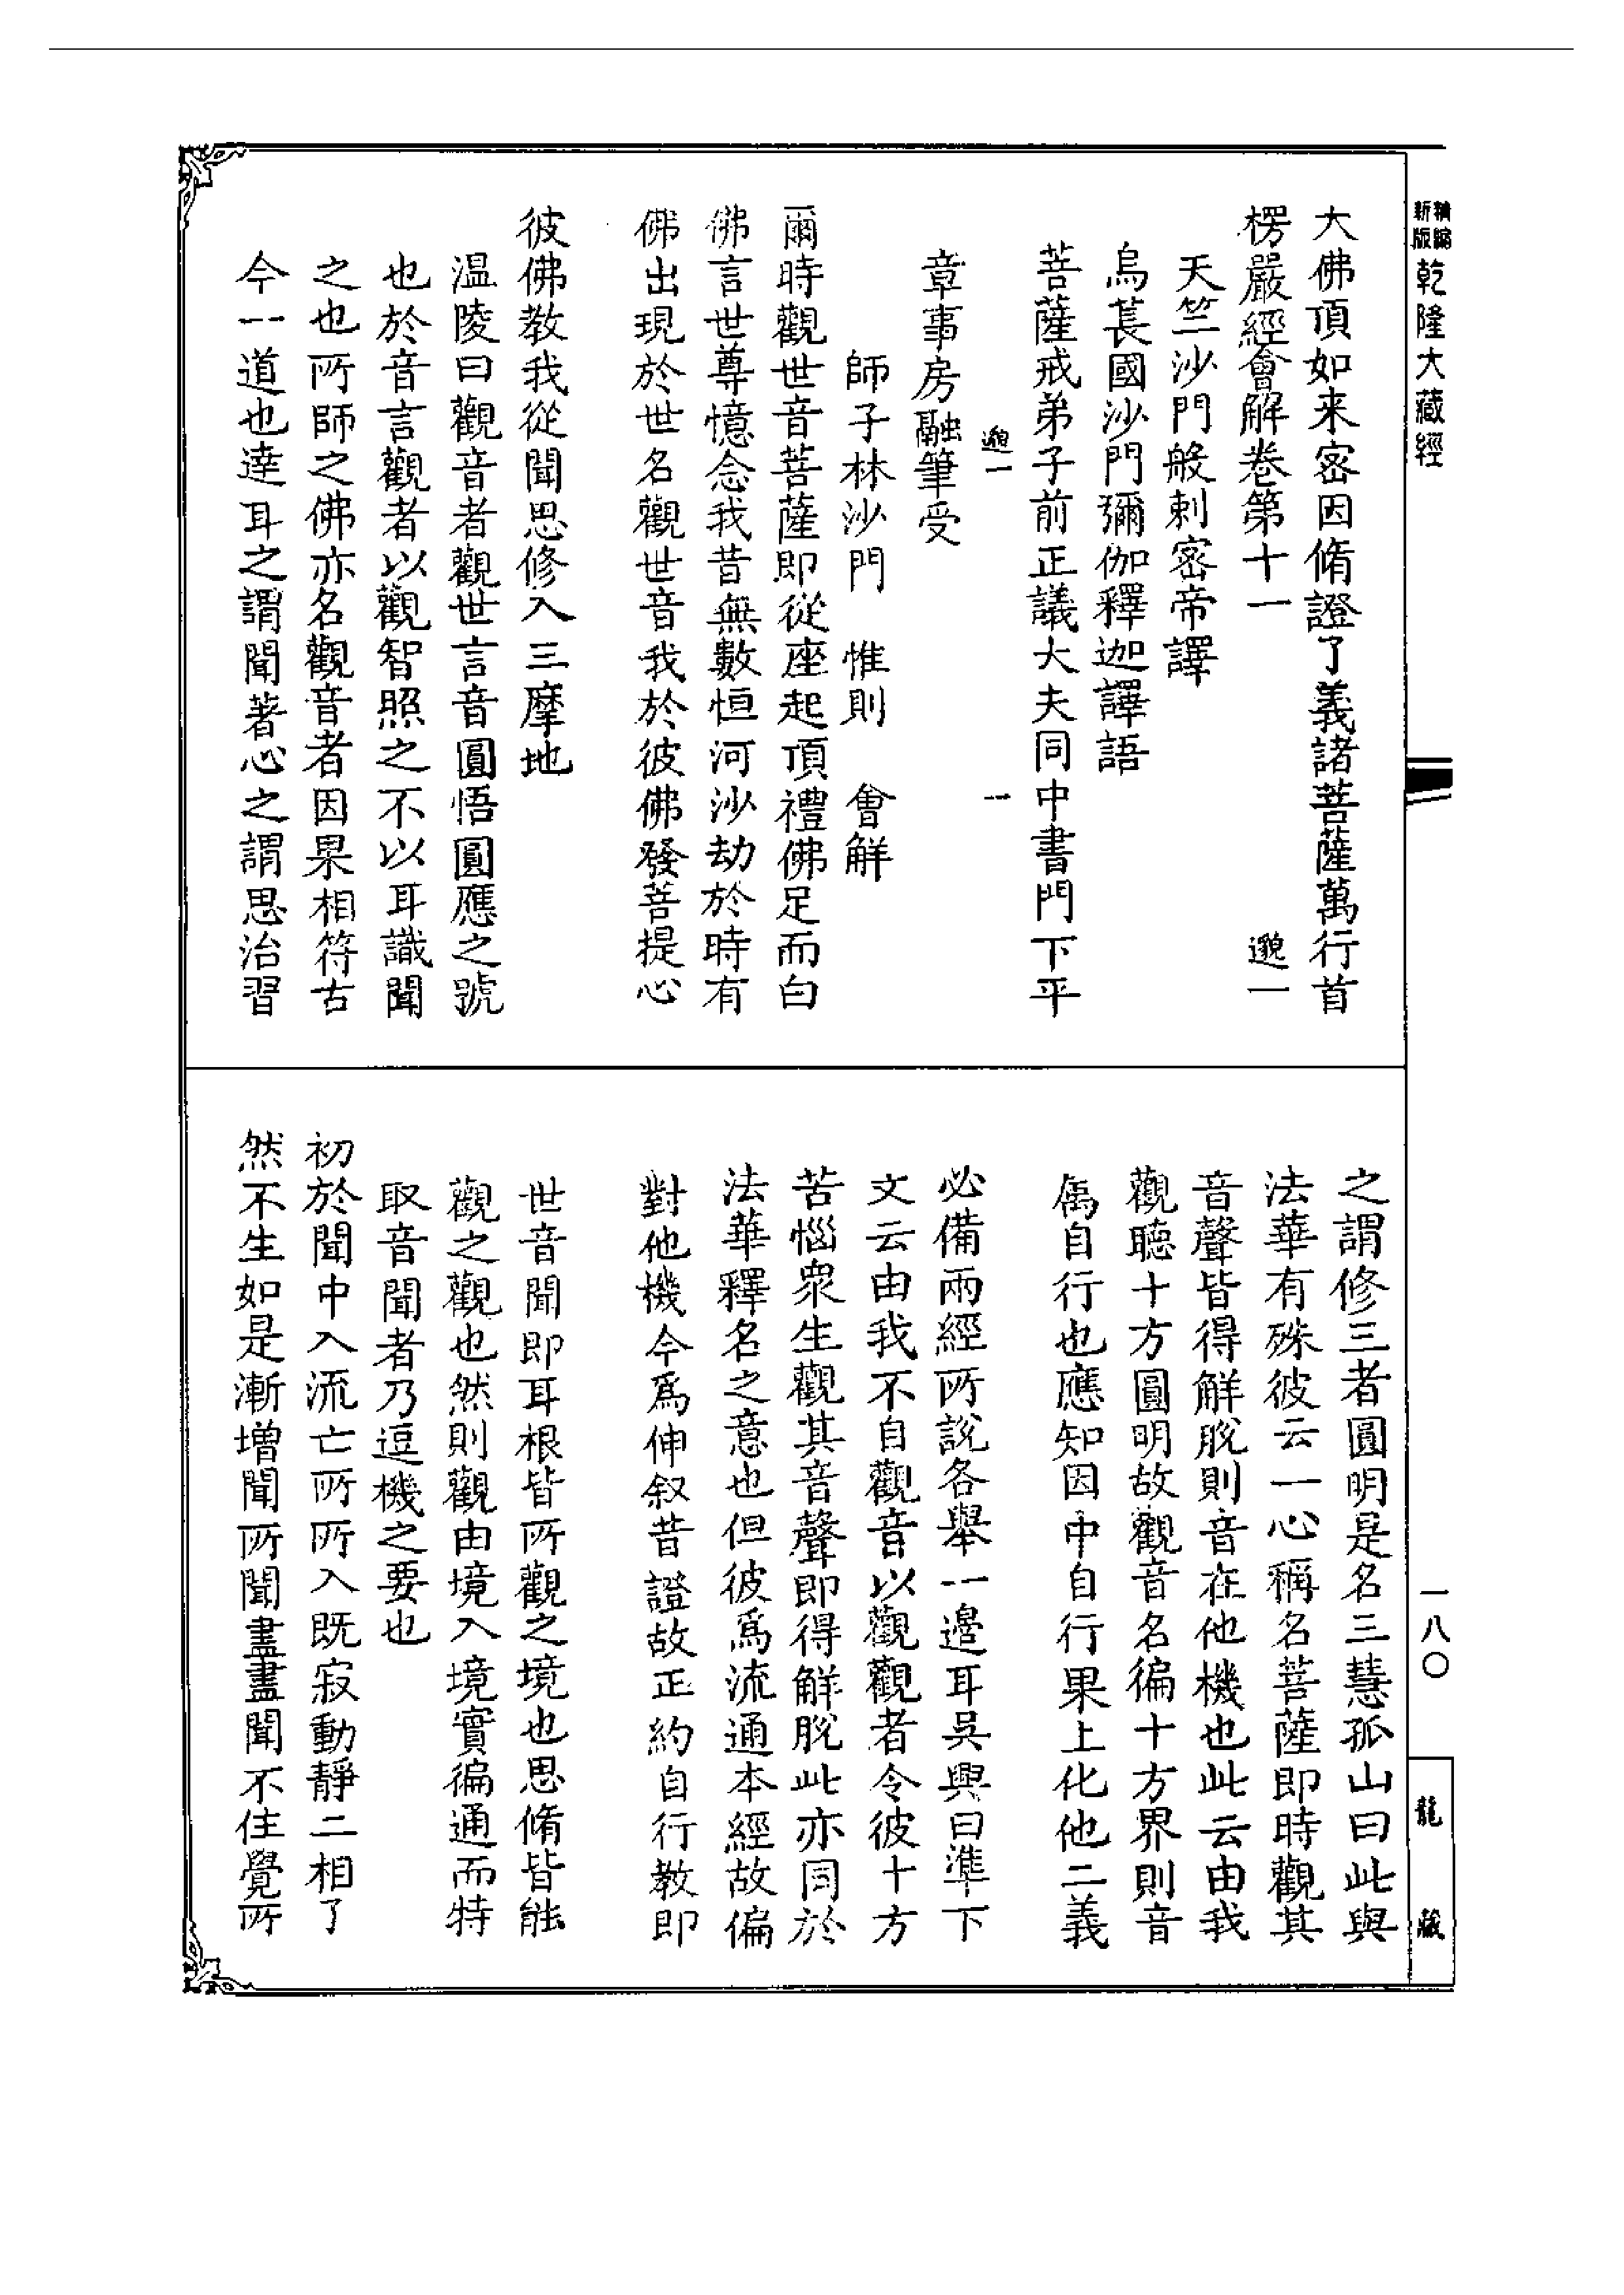 精縮新版乾隆大藏經
大佛頂如来密因脩證了義諸菩薩萬行首
楞嚴經會解卷第十一　邈一
天竺沙門般剌密帝譯
烏萇國沙門彌伽釋迦譯語
菩薩戒弟子前正議大夫同中書門下平
邈一　一
章事房融筆受
師子林沙門　惟則　會解
爾時觀世音菩薩即從座起頂禮佛足而白
佛言世尊憶念我昔無數恒河沙劫於時有
佛出現於世名觀世音我於彼佛發菩提心
彼佛教我從聞思修入三摩地
溫陵曰觀音者觀世言音圓悟圓應之號
也於音言觀者以觀智照之不以耳識聞
之也所師之佛亦名觀音者因果相符古
今一道也達耳之謂聞著心之謂思治習
之謂修三者圓明是名三慧孤山曰此與
法華有殊彼云一心稱名菩薩即時觀其
音聲皆得解脫則音在他機也此云由我
觀聽十方圓明故觀音名徧十方界則音
屬自行也應知因中自行果上化他二義
必備兩經所說各舉一邊耳吳興曰準下
文云由我不自觀音以觀觀者令彼十方
苦惱眾生觀其音聲即得解脫此亦同於
法華釋名之意也但彼爲流通本經故偏
對他機今爲伸叙昔證故正約自行教即
世音聞即耳根皆所觀之境也思脩皆能
觀之觀也然則觀由境入境實徧通而特
取音聞者乃逗機之要也
初於聞中入流亡所所入既寂動靜二相了
然不生如是漸增聞所聞盡盡聞不住覺所
一八〇
龍藏